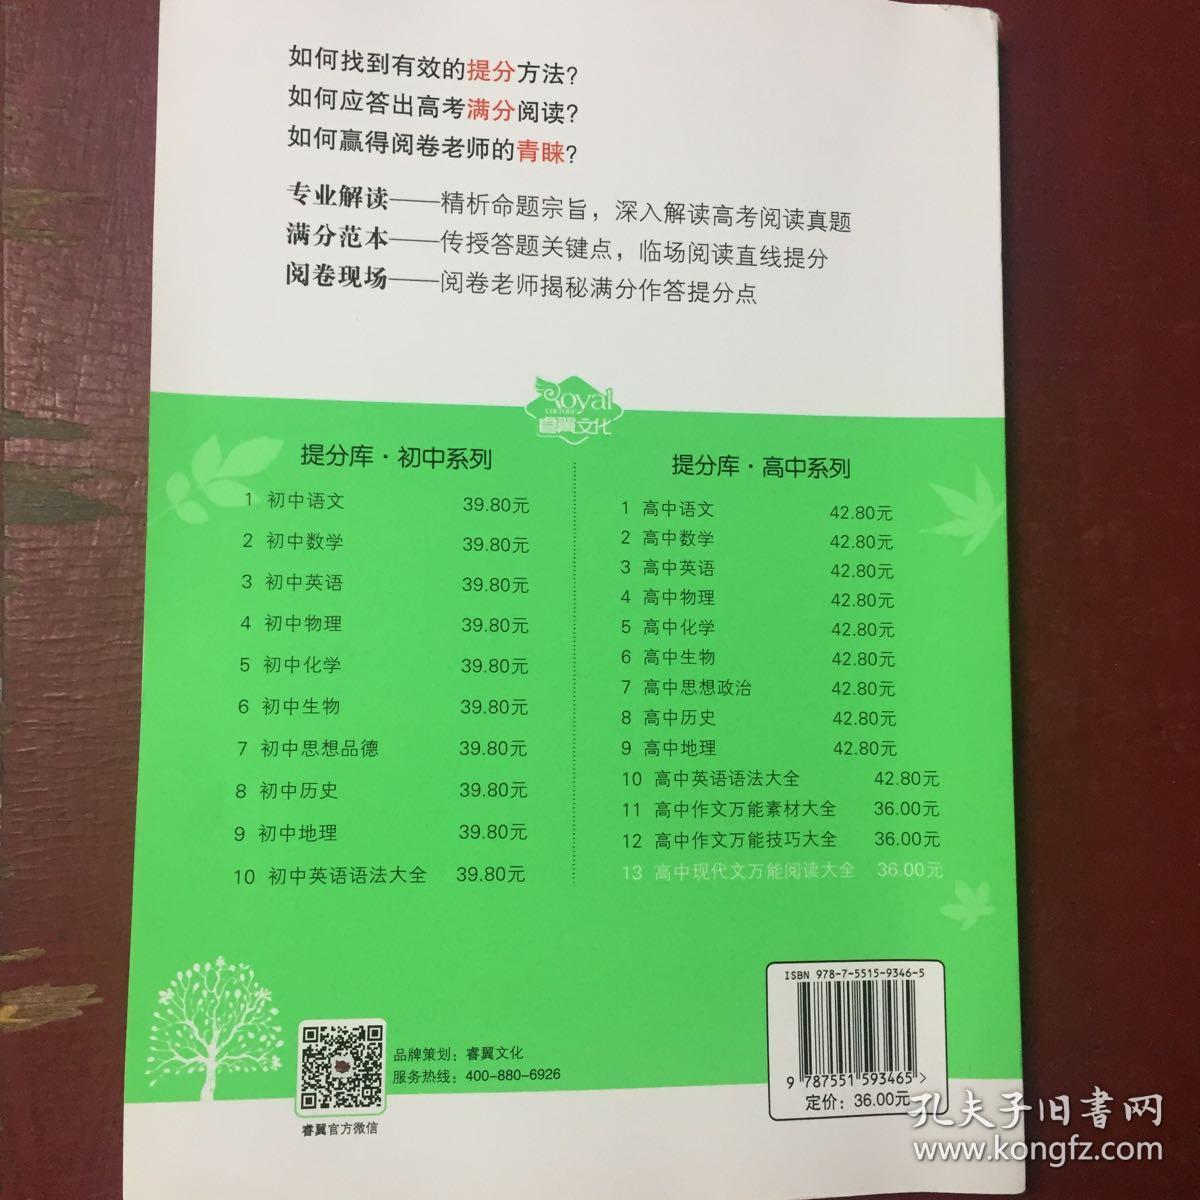 如何找到有效的提分方法?
如何应答出高考满分阅读?
如何赢得阅卷老师的青睐?
专业解读——精析命题宗旨，深入解读高考阅读真题
满分范本——传授答题关键点，临场阅读直线提分
阅卷现场——阅卷老师揭秘满分作答提分点
Royal
睿翼文化
提分库·初中系列
1 初中语文 39.80元
2 初中数学 39.80元
3 初中英语 39.80元
4 初中物理 39.80元
5 初中化学 39.80元
6 初中生物 39.80元
7 初中思想品德 39.80元
8 初中历史 39.80元
9 初中地理 39.80元
10 初中英语语法大全 39.80元
提分库·高中系列
1 高中语文 42.80元
2 高中数学 42.80元
3 高中英语 42.80元
4 高中物理 42.80元
5 高中化学 42.80元
6 高中生物 42.80元
7 高中思想政治 42.80元
8 高中历史 42.80元
9 高中地理 42.80元
10 高中英语语法大全 42.80元
11 高中作文万能素材大全 36.00元
12 高中作文万能技巧大全 36.00元
13 高中现代文万能阅读大全 36.00元
品牌策划：睿翼文化
服务热线：400-880-6926
睿翼官方微信
ISBN 978-7-5515-9346-5
9 787551 593465 >
定价：36.00元
孔夫子旧书网
www.kongfz.com